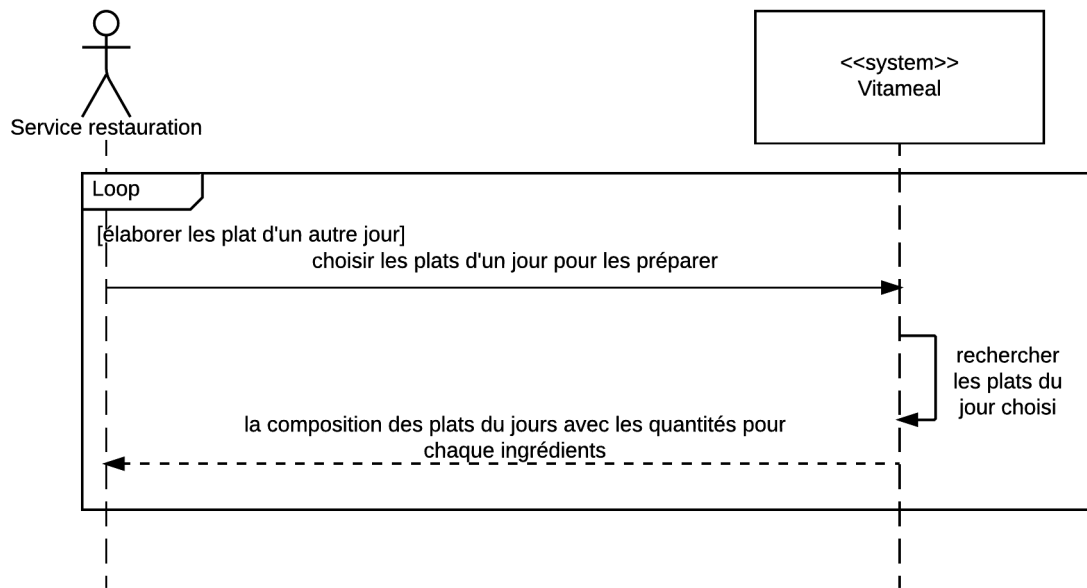 <<system>>
Vitameal
Service restauration
Loop
[élaborer les plat d'un autre jour]
choisir les plats d'un jour pour les préparer
rechercher
les plats du
jour choisi
la composition des plats du jours avec les quantités pour
chaque ingrédients